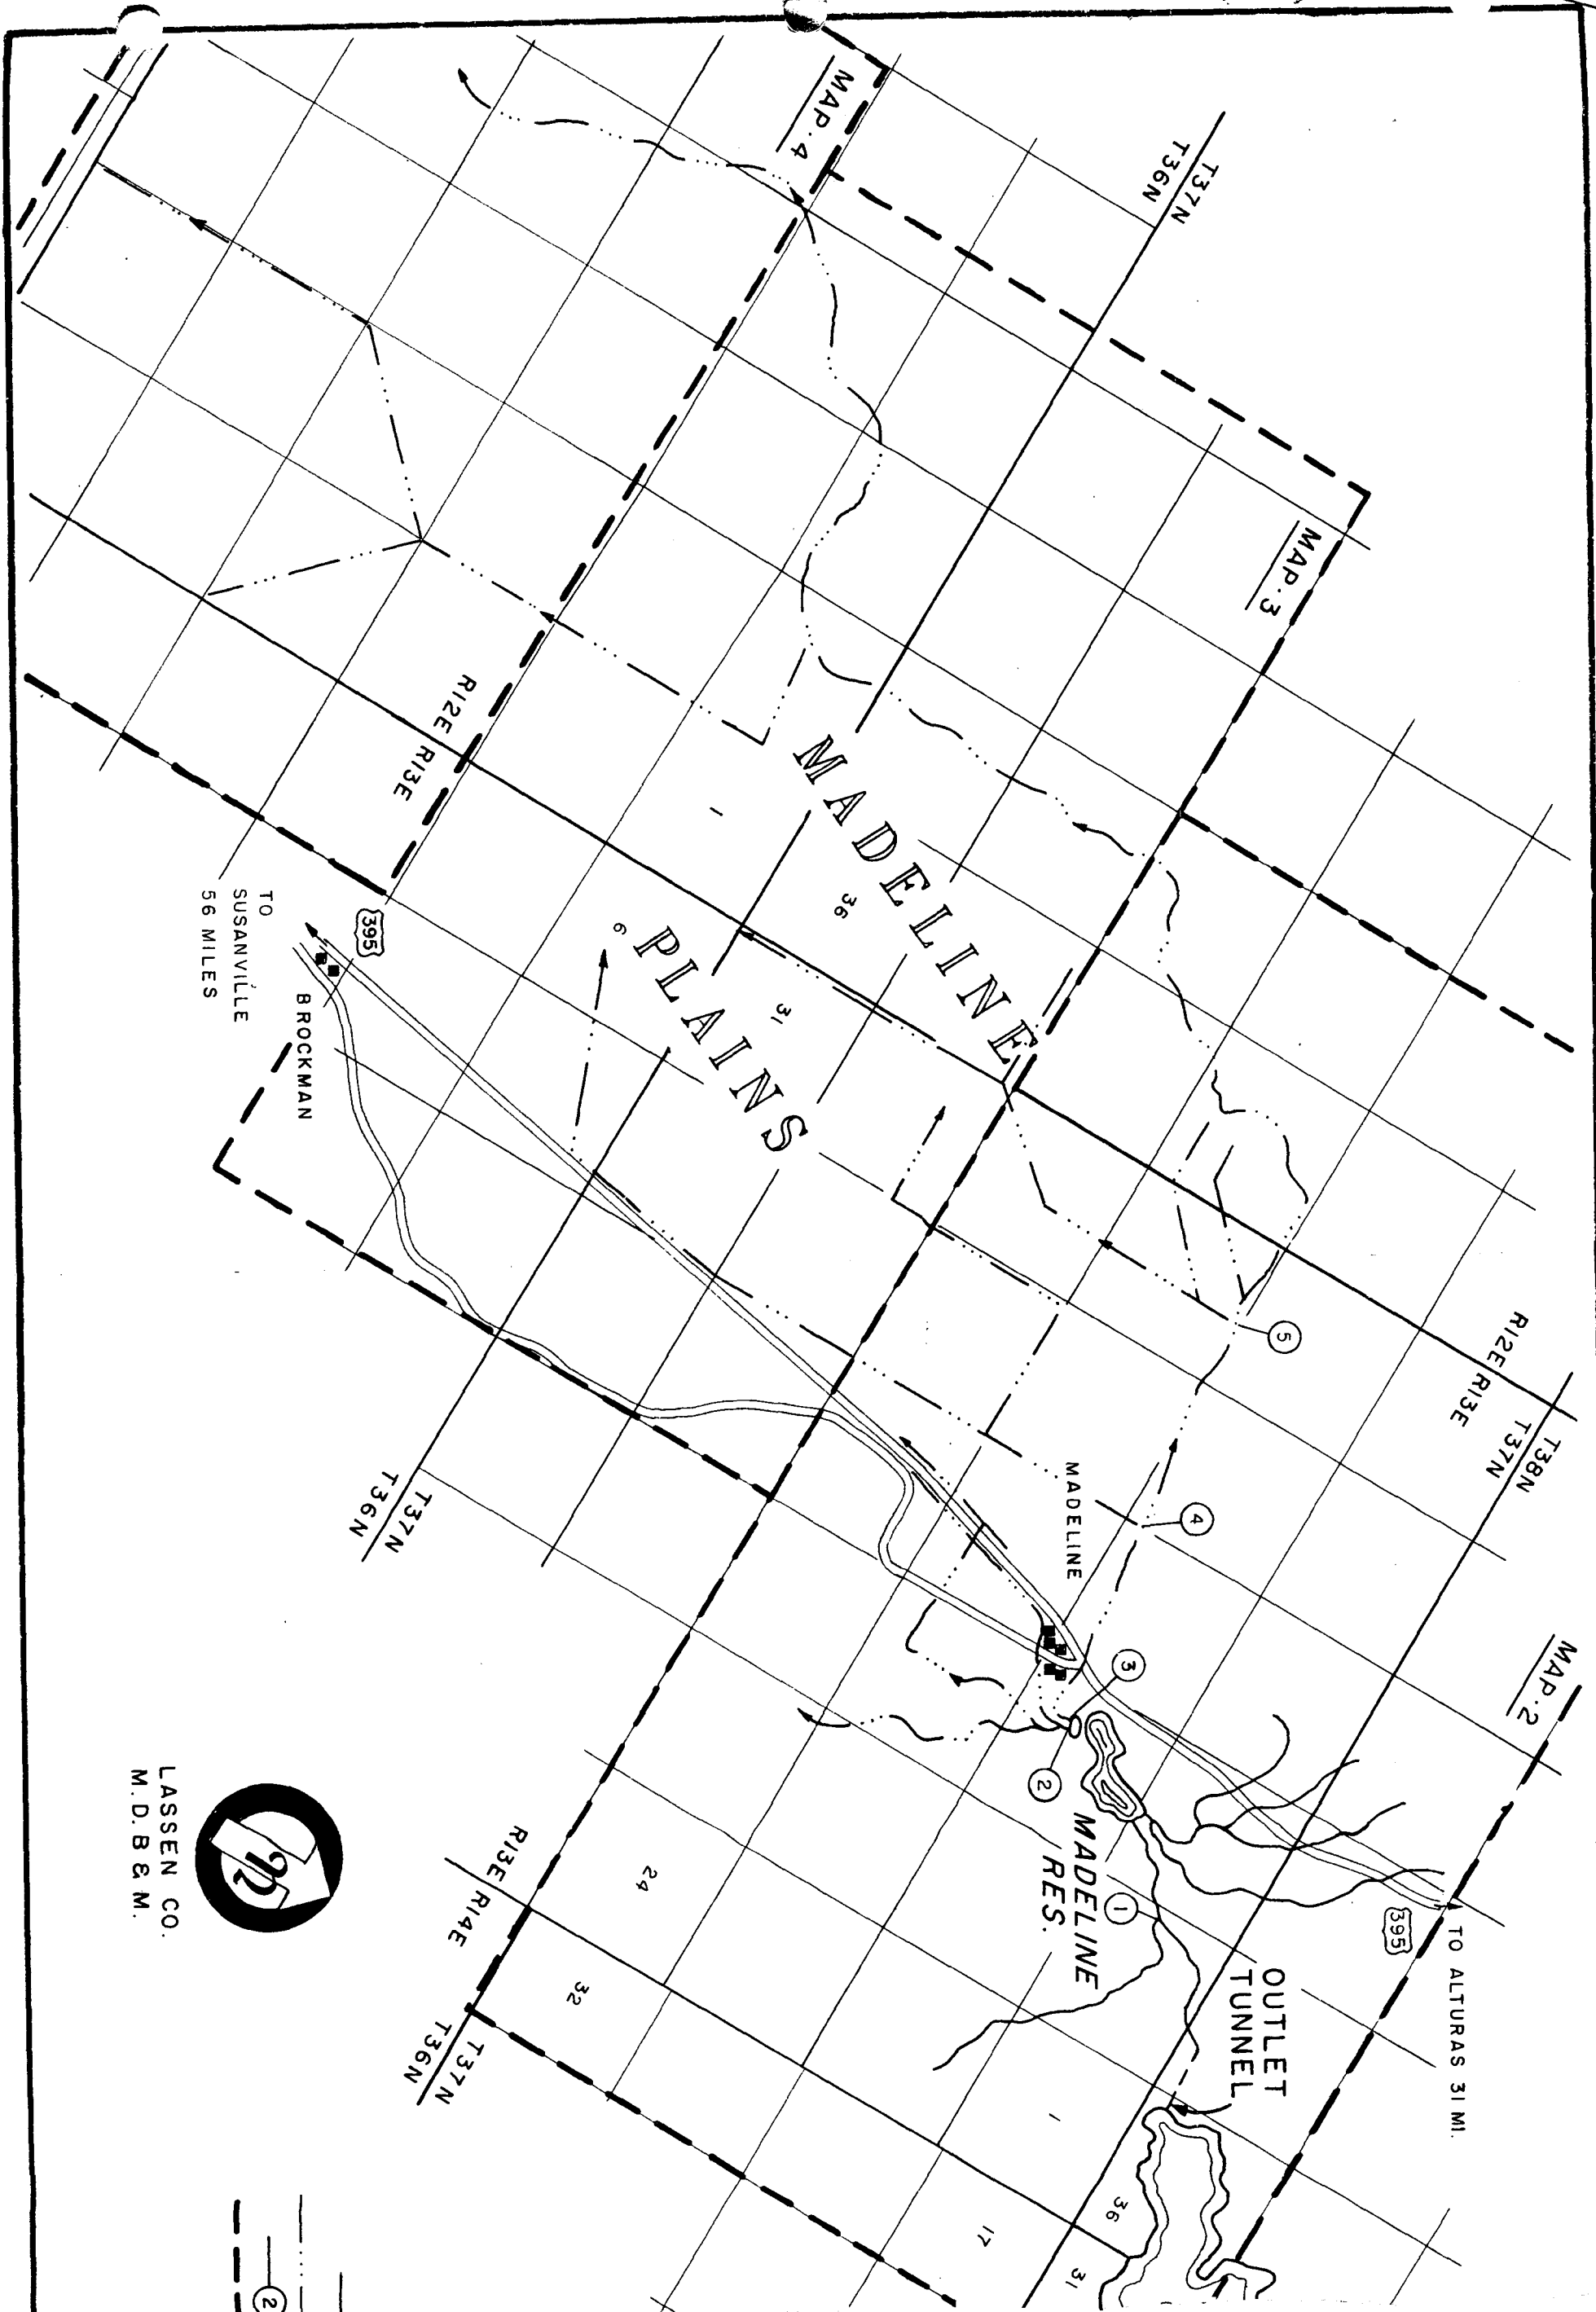 MAP·4
T37N
T36N
MAP·3
MADELINE
PLAINS
R12E R13E
1
36
31
6
395
TO
SUSANVILLE
56 MILES
BROCKMAN
5
R12E R13E
T38N
T37N
4
MADELINE
3
2
MADELINE
RES.
1
T37N
T36N
MAP·2
395
TO ALTURAS 31 MI.
OUTLET
TUNNEL
24
R13E R14E
32
T37N
T36N
1
36
17
31
LASSEN CO.
M.D.B & M.
2